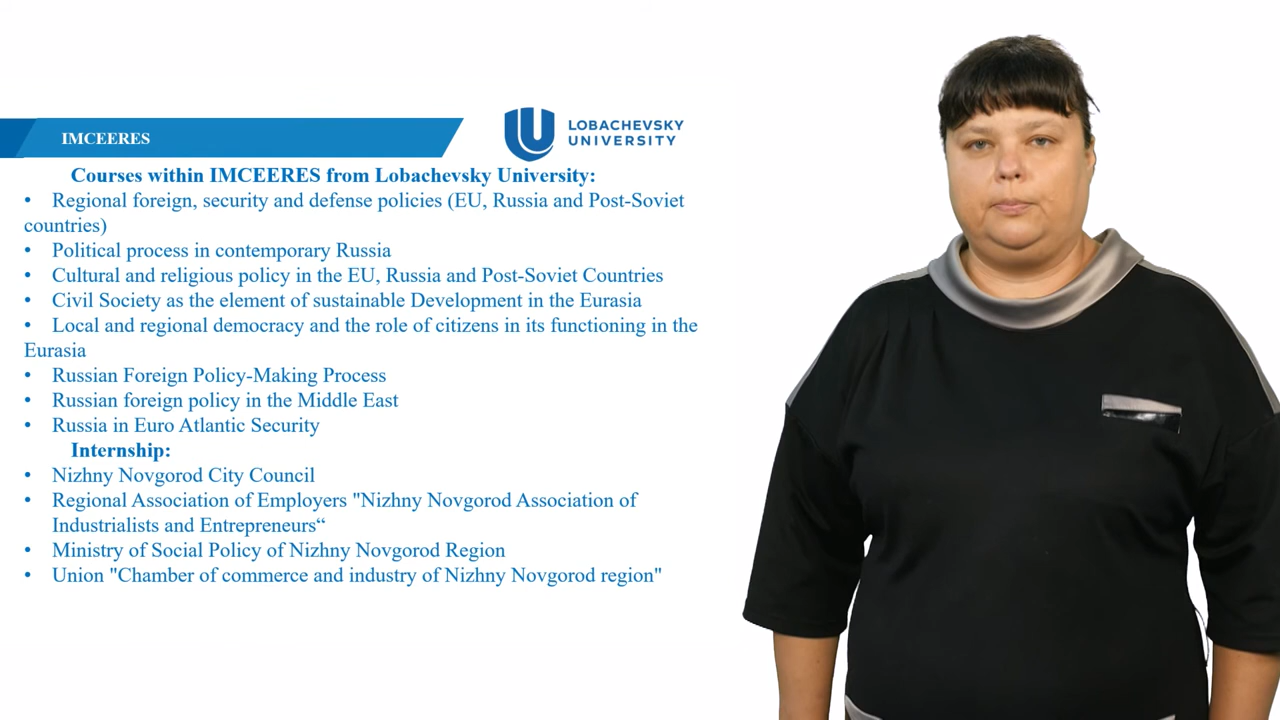 IMCEERES
LOBACHEVSKY
UNIVERSITY
Courses within IMCEERES from Lobachevsky University:
• Regional foreign, security and defense policies (EU, Russia and Post-Soviet
countries)
• Political process in contemporary Russia
• Cultural and religious policy in the EU, Russia and Post-Soviet Countries
• Civil Society as the element of sustainable Development in the Eurasia
• Local and regional democracy and the role of citizens in its functioning in the
Eurasia
• Russian Foreign Policy-Making Process
• Russian foreign policy in the Middle East
• Russia in Euro Atlantic Security
Internship:
• Nizhny Novgorod City Council
• Regional Association of Employers "Nizhny Novgorod Association of
Industrialists and Entrepreneurs“
• Ministry of Social Policy of Nizhny Novgorod Region
• Union "Chamber of commerce and industry of Nizhny Novgorod region"